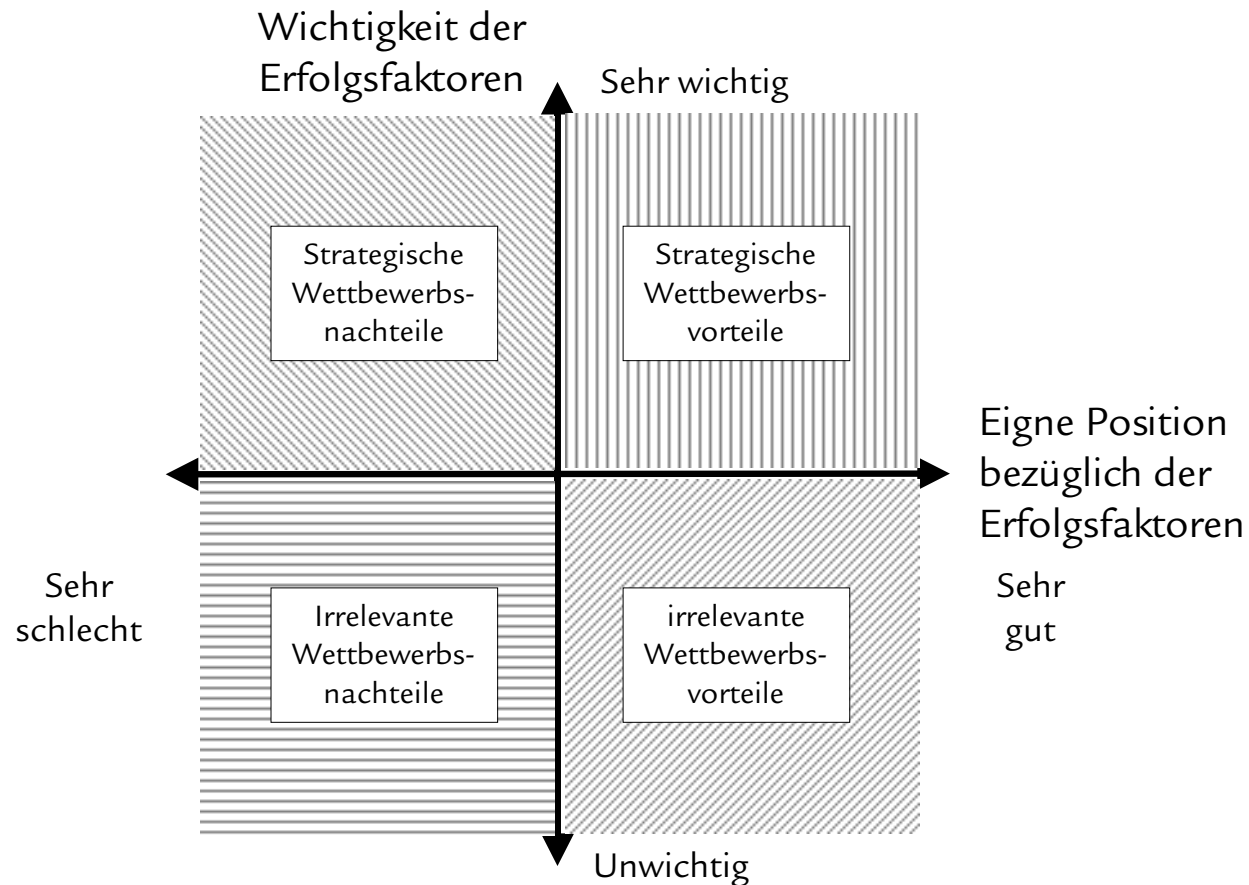 Wichtigkeit der
Erfolgsfaktoren
Sehr wichtig
Strategische
Wettbewerbs-
nachteile
Strategische
Wettbewerbs-
vorteile
Eigne Position
bezüglich der
Erfolgsfaktoren
Sehr
schlecht
Irrelevante
Wettbewerbs-
nachteile
irrelevante
Wettbewerbs-
vorteile
Sehr
gut
Unwichtig